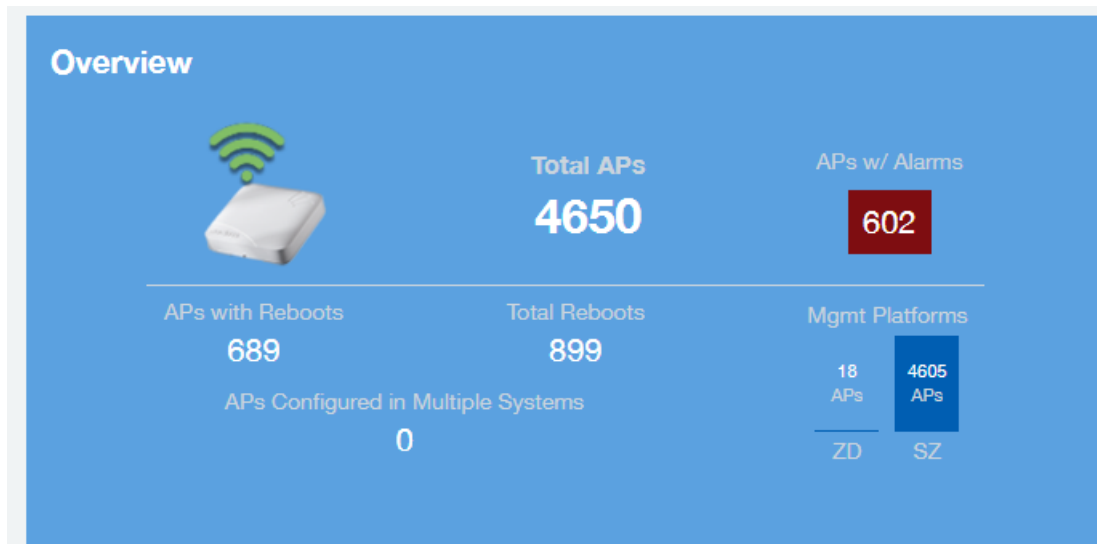 Overview
Total APs
4650
APs w/ Alarms
602
APs with Reboots
689
Total Reboots
899
APs Configured in Multiple Systems
0
Mgmt Platforms
18
APs
ZD
4605
APs
SZ